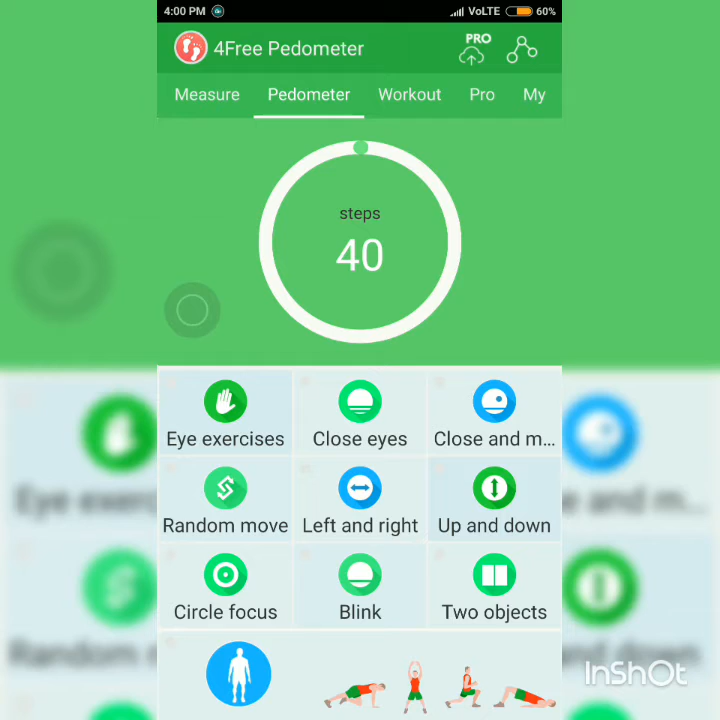 4:00 PM VoLTE 60%
4Free Pedometer PRO
Measure Pedometer Workout Pro My
steps
40
Eye exercises Close eyes Close and m...
Random move Left and right Up and down
Circle focus Blink Two objects
InShOt